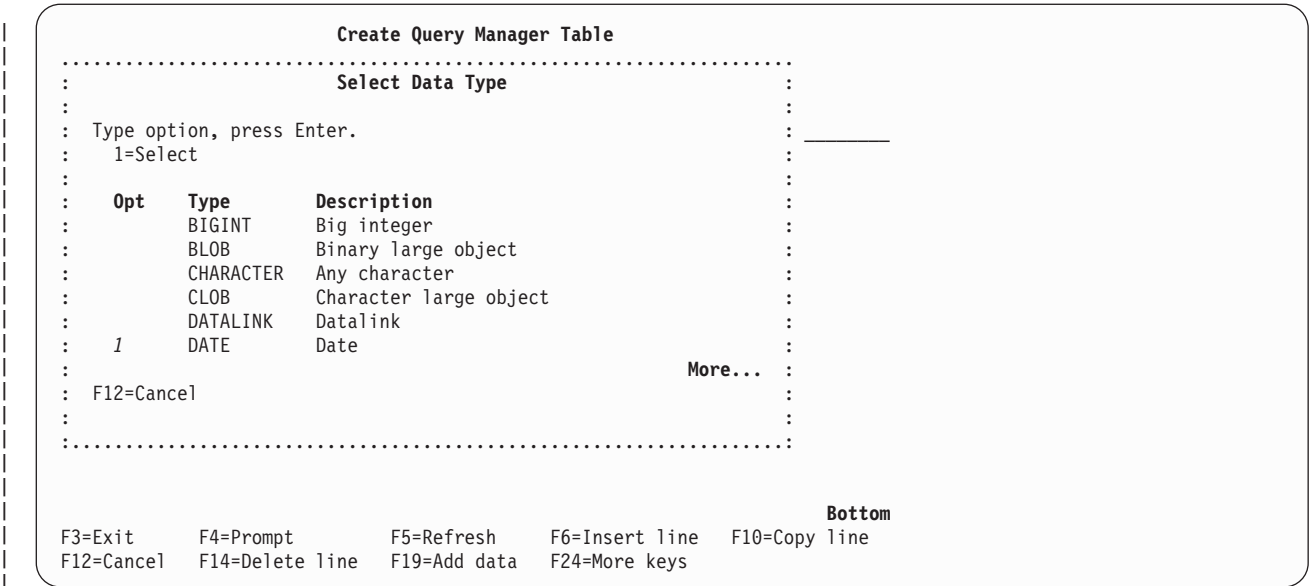 Create Query Manager Table
......................................................................
:                         Select Data Type                          :
:                                                                    :
:  Type option, press Enter.                                         : ________
:    1=Select                                                        :
:                                                                    :
:    Opt    Type        Description                                  :
:           BIGINT      Big integer                                  :
:           BLOB        Binary large object                          :
:           CHARACTER   Any character                                :
:           CLOB        Character large object                       :
:           DATALINK    Datalink                                     :
:    1      DATE        Date                                         :
:                                                           More...  :
:  F12=Cancel                                                        :
:                                                                    :
:....................................................................:
Bottom
F3=Exit      F4=Prompt         F5=Refresh     F6=Insert line   F10=Copy line
F12=Cancel   F14=Delete line   F19=Add data   F24=More keys